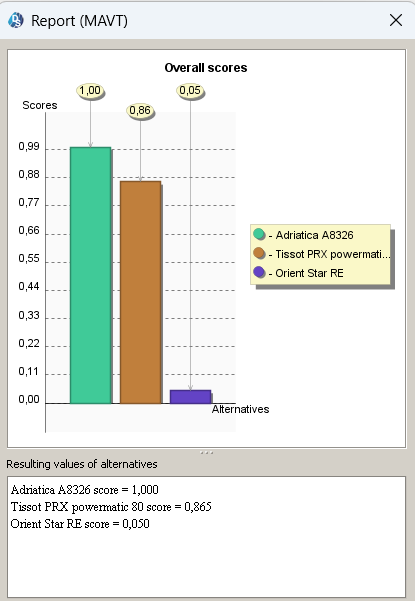 Report (MAVT)
Overall scores
1,00
0,86
0,05
Scores
0,99
0,88
0,77
0,66
0,55
0,44
0,33
0,22
0,11
0,00
Alternatives
- Adriatica A8326
- Tissot PRX powermati...
- Orient Star RE
Resulting values of alternatives
Adriatica A8326 score = 1,000
Tissot PRX powermatic 80 score = 0,865
Orient Star RE score = 0,050